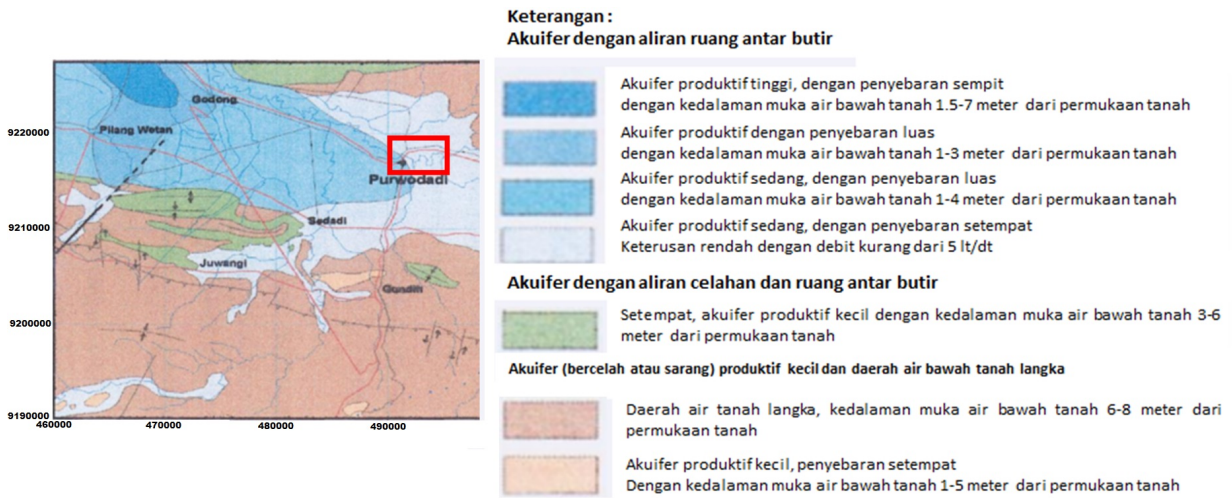 Keterangan :
Akuifer dengan aliran ruang antar butir
Akuifer produktif tinggi, dengan penyebaran sempit
dengan kedalaman muka air bawah tanah 1.5-7 meter dari permukaan tanah
Akuifer produktif dengan penyebaran luas
dengan kedalaman muka air bawah tanah 1-3 meter dari permukaan tanah
Akuifer produktif sedang, dengan penyebaran luas
dengan kedalaman muka air bawah tanah 1-4 meter dari permukaan tanah
Akuifer produktif sedang, dengan penyebaran setempat
Keterusan rendah dengan debit kurang dari 5 lt/dt
Akuifer dengan aliran celahan dan ruang antar butir
Setempat, akuifer produktif kecil dengan kedalaman muka air bawah tanah 3-6
meter dari permukaan tanah
Akuifer (bercelah atau sarang) produktif kecil dan daerah air bawah tanah langka
Daerah air tanah langka, kedalaman muka air bawah tanah 6-8 meter dari
permukaan tanah
Akuifer produktif kecil, penyebaran setempat
Dengan kedalaman muka air bawah tanah 1-5 meter dari permukaan tanah
Godong
9220000
Pilang Wetan
Purwodadi
9210000
Sedadi
Juwangi
Gundih
9200000
9190000
460000
470000
480000
490000